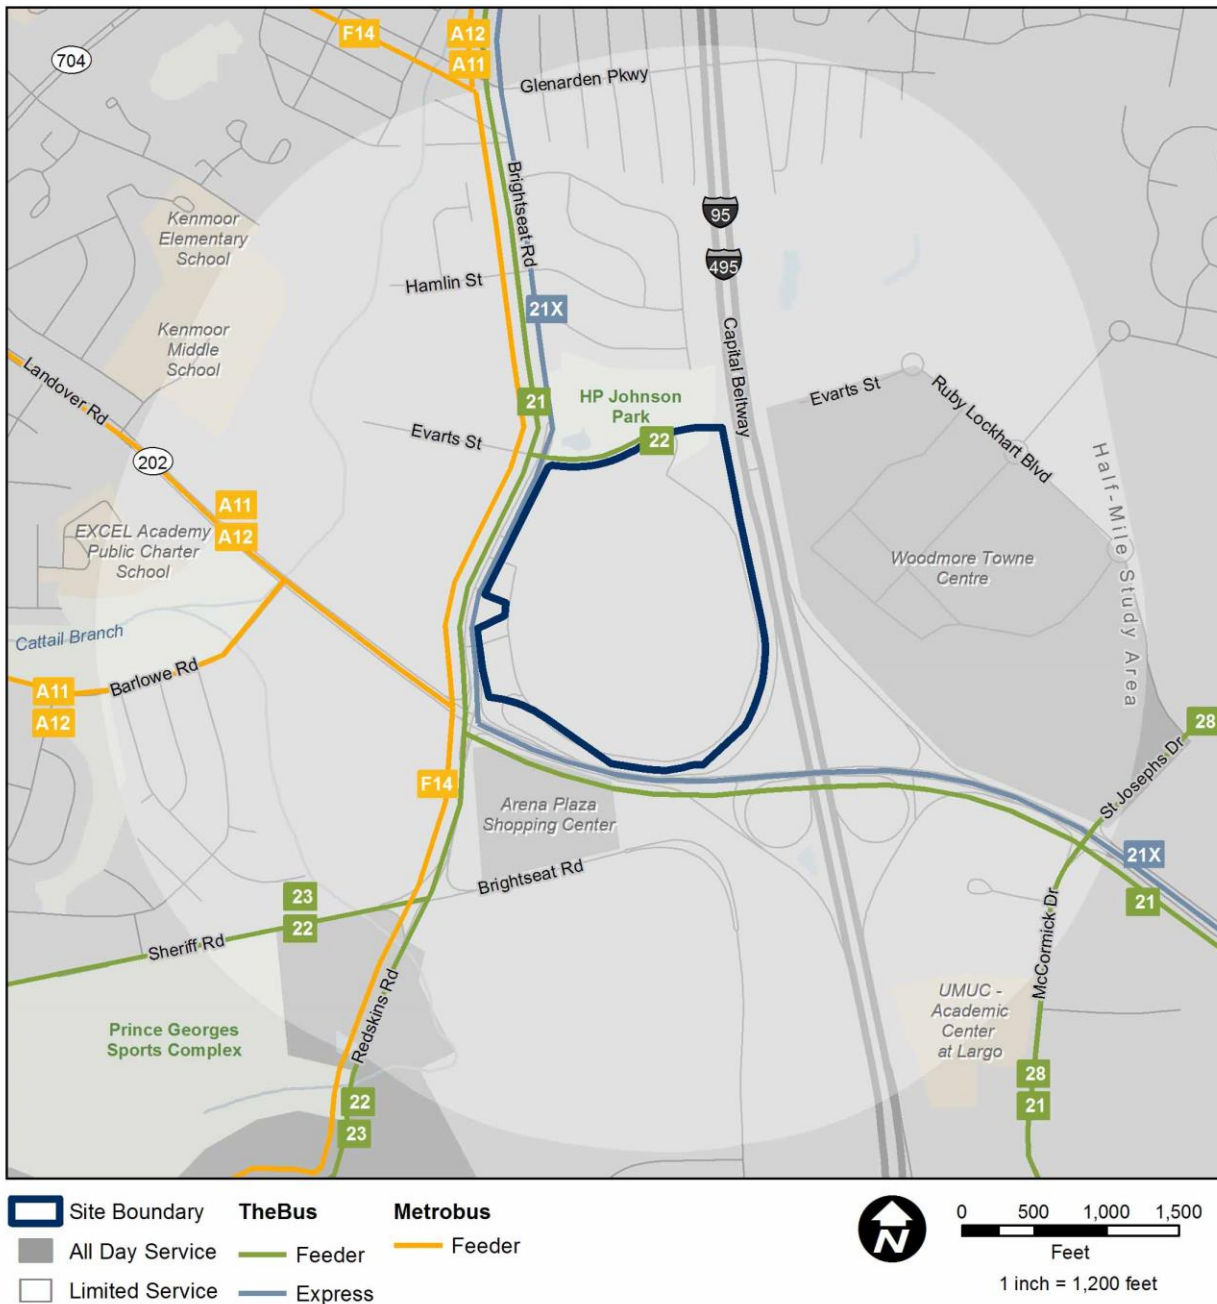 F14
A12
A11
704
Glenarden Pkwy
Brightseat Rd
95
495
Kenmoor
Elementary
School
Hamlin St
21X
Kenmoor
Middle
School
Capital Beltway
Landover Rd
21
HP Johnson
Park
22
Evarts St
Evarts St
Ruby Lockhart Blvd
Half-Mile Study Area
202
A11
A12
EXCEL Academy
Public Charter
School
Woodmore Towne
Centre
Cattail Branch
Barlowe Rd
A11
A12
28
St Josephs Dr
F14
Arena Plaza
Shopping Center
21X
Brightseat Rd
21
23
22
Sheriff Rd
McCormick Dr
Redskins Rd
UMUC -
Academic
Center
at Largo
Prince Georges
Sports Complex
28
21
22
23
Site Boundary
All Day Service
Limited Service
TheBus
Feeder
Express
Metrobus
Feeder
N
0 500 1,000 1,500
Feet
1 inch = 1,200 feet